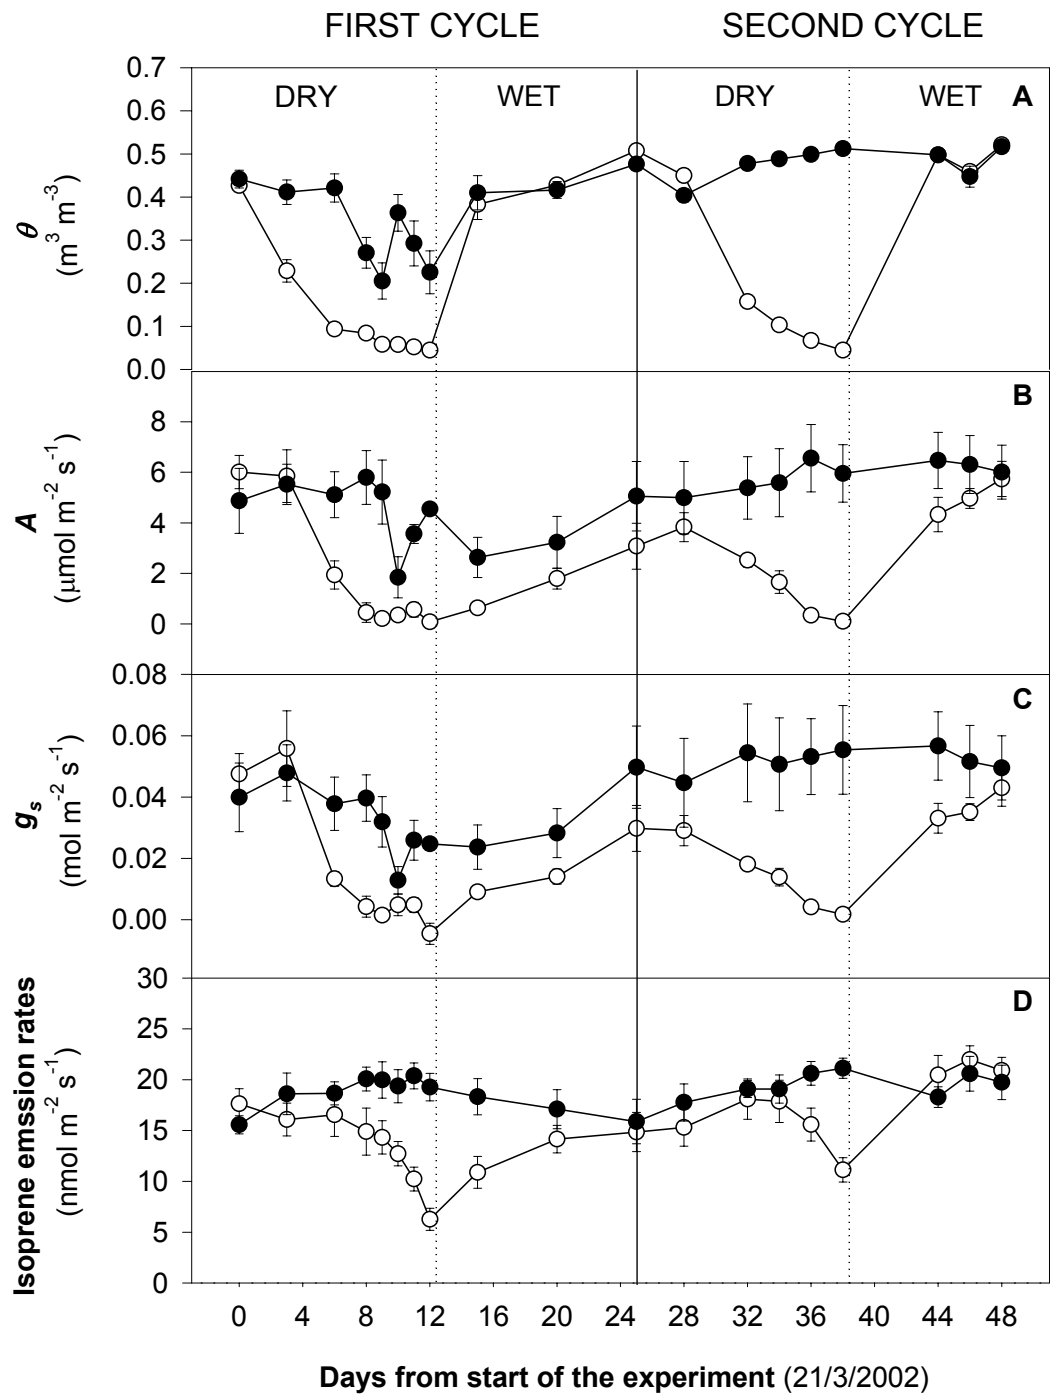 FIRST CYCLE SECOND CYCLE
DRY WET DRY WET A
0.7
0.6
0.5
0.4
0.3
0.2
0.1
0.0
θ
(m³ m⁻³)
B
8
6
4
2
0
A
(μmol m⁻² s⁻¹)
C
0.08
0.06
0.04
0.02
0.00
gₛ
(mol m⁻² s⁻¹)
D
30
25
20
15
10
5
0
Isoprene emssion rates
(nmol m⁻² s⁻¹)
0 4 8 12 16 20 24 28 32 36 40 44 48
Days from start of the experiment (21/3/2002)